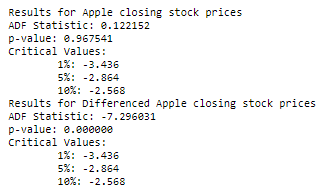 Results for Apple closing stock prices
ADF Statistic: 0.122152
p-value: 0.967541
Critical Values:
1%: -3.436
5%: -2.864
10%: -2.568
Results for Differenced Apple closing stock prices
ADF Statistic: -7.296031
p-value: 0.000000
Critical Values:
1%: -3.436
5%: -2.864
10%: -2.568